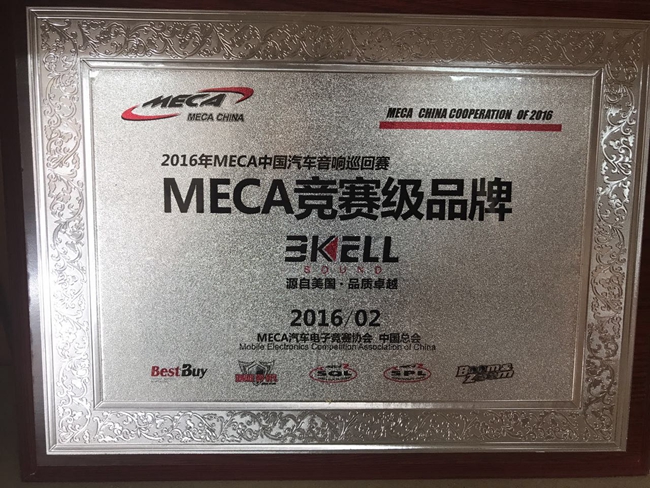 MECA
MECA CHINA
MECA CHINA COOPERATION OF 2016
2016年MECA中国汽车音响巡回赛
MECA竞赛级品牌
3KELL
SOUND
源自美国·品质卓越
2016/02
MECA汽车电子竞赛协会 中国总会
Mobile Electronics Competition Association of China
BestBuy
SQL
SPL